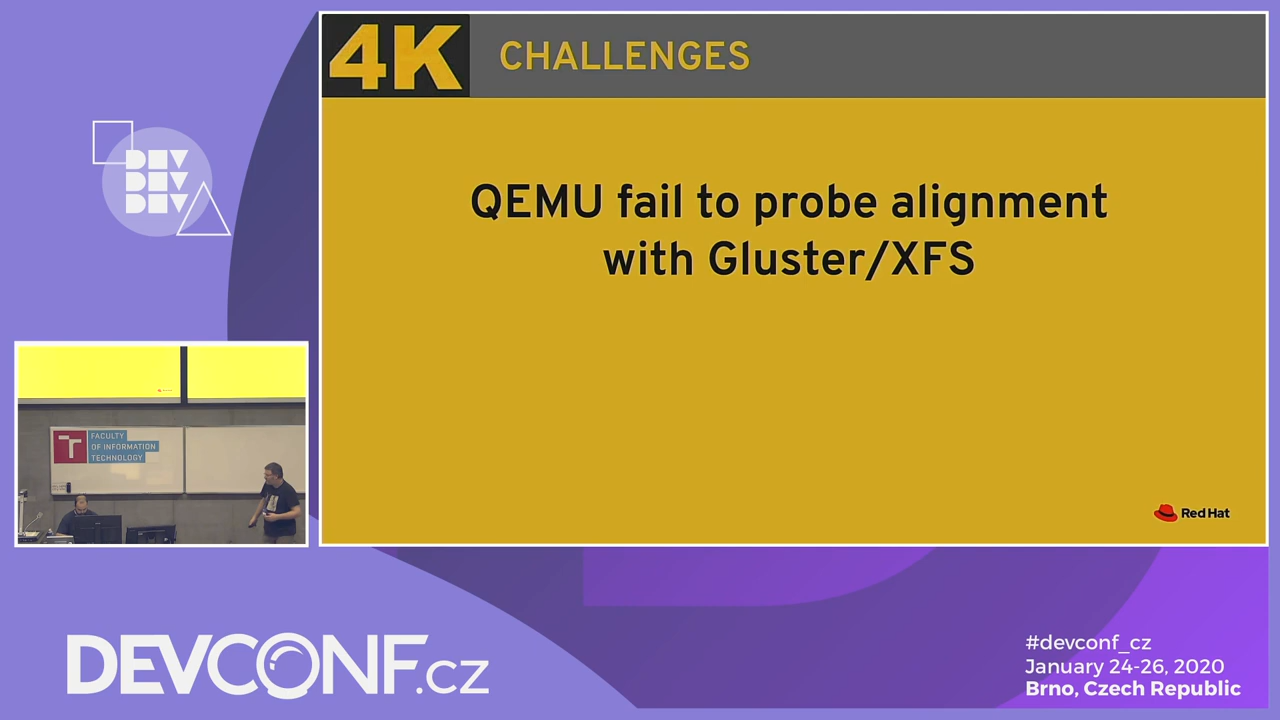 4K CHALLENGES
QEMU fail to probe alignment
with Gluster/XFS
Red Hat
DEV
DEV
DEV
FACULTY
OF INFORMATION
TECHNOLOGY
DEVCONF.cz
#devconf_cz
January 24-26, 2020
Brno, Czech Republic